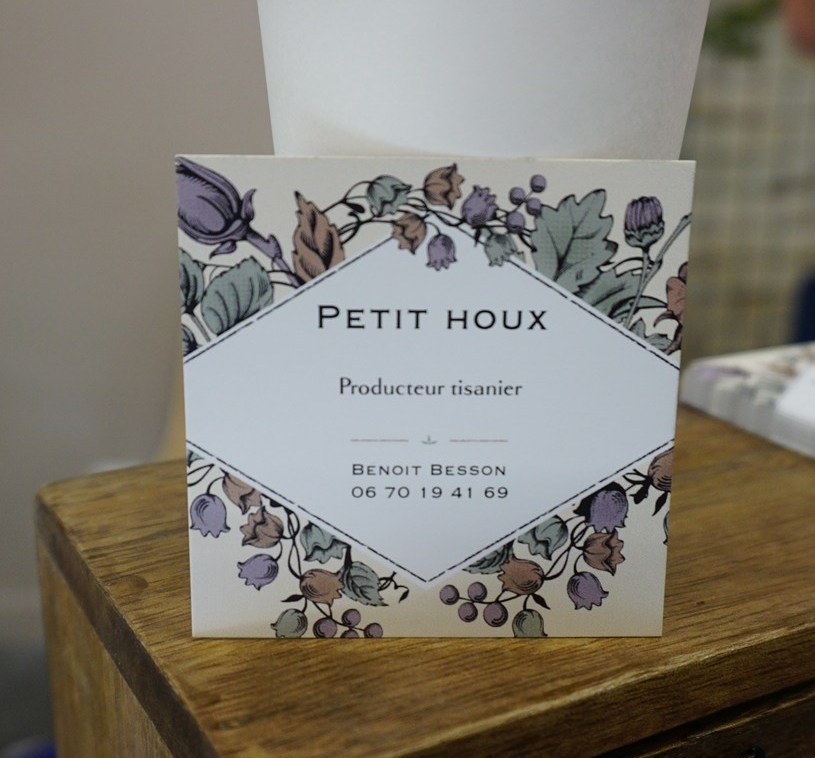 PETIT HOUX
Producteur tisanier
BENOIT BESSON
06 70 19 41 69